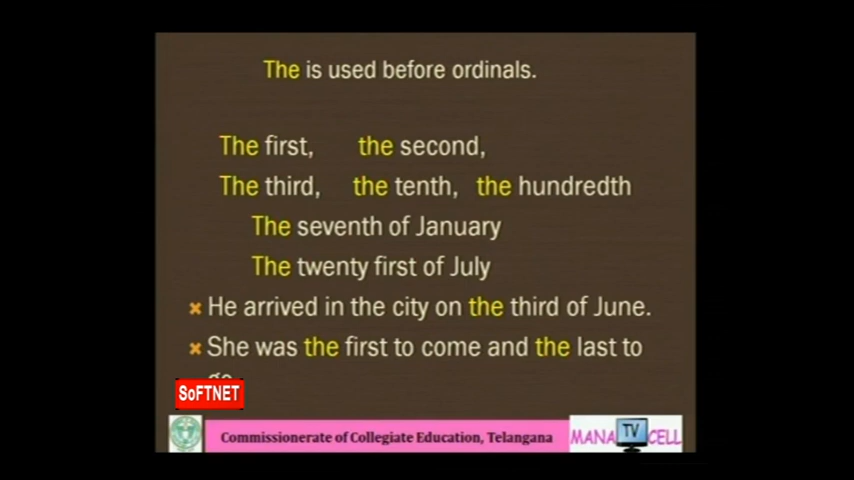 The is used before ordinals.
The first, the second,
The third, the tenth, the hundredth
The seventh of January
The twenty first of July
He arrived in the city on the third of June.
She was the first to come and the last to
SoFTNET
Commissionerate of Collegiate Education, Telangana
MANA TV CELL